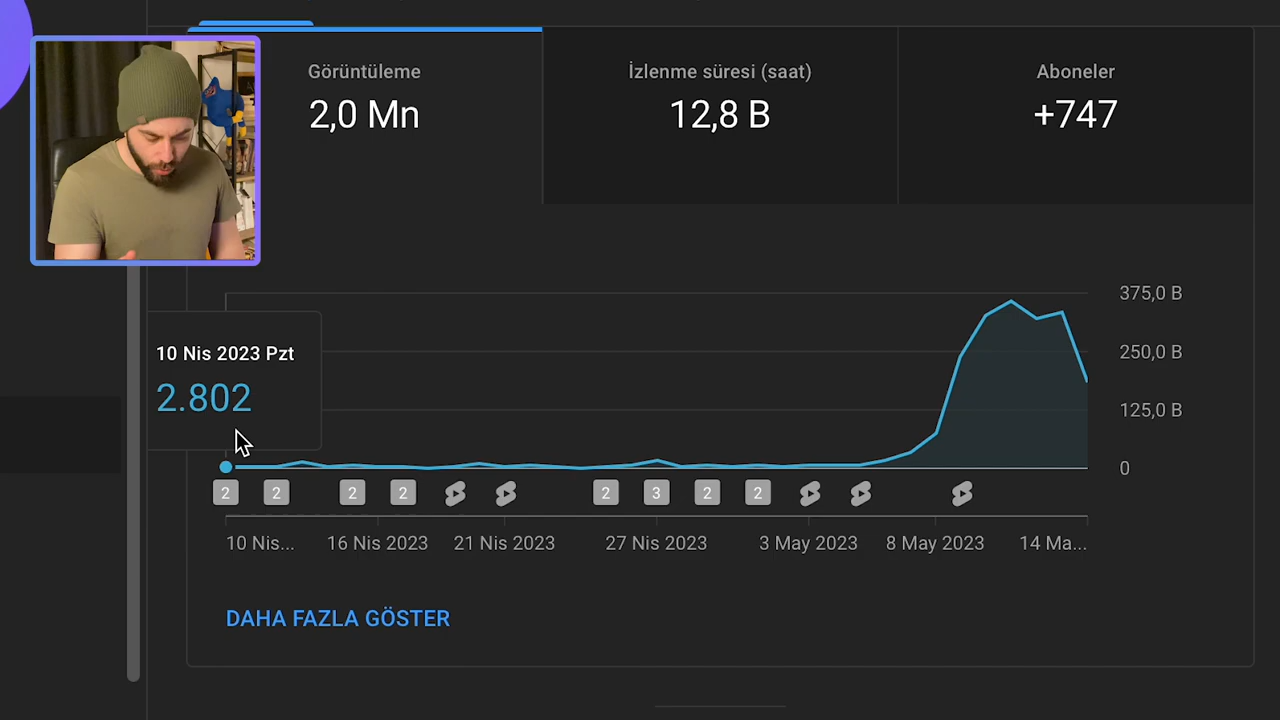 Görüntüleme
2,0 Mn
İzlenme süresi (saat)
12,8 B
Aboneler
+747
375,0 B
250,0 B
125,0 B
0
10 Nis 2023 Pzt
2.802
2 2 2 2 2 3 2 2
10 Nis... 16 Nis 2023 21 Nis 2023 27 Nis 2023 3 May 2023 8 May 2023 14 Ma...
DAHA FAZLA GÖSTER